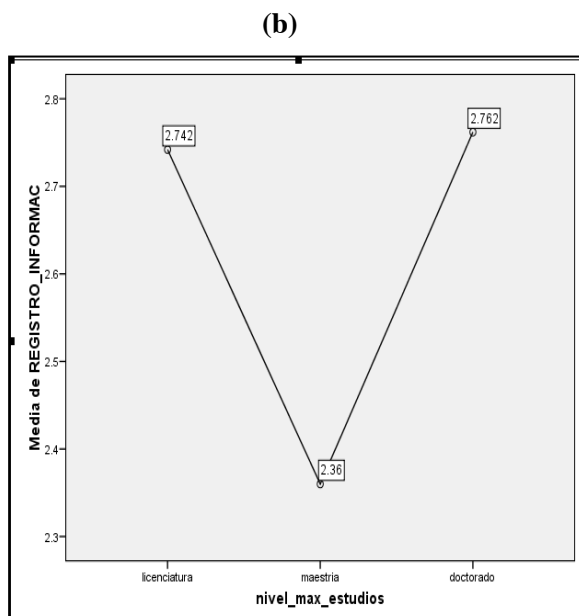 (b)
2.8
2.7
2.6
2.5
2.4
2.3
Media de REGISTRO_INFORMAC
2.742
2.36
2.762
licenciatura
maestria
doctorado
nivel_max_estudios